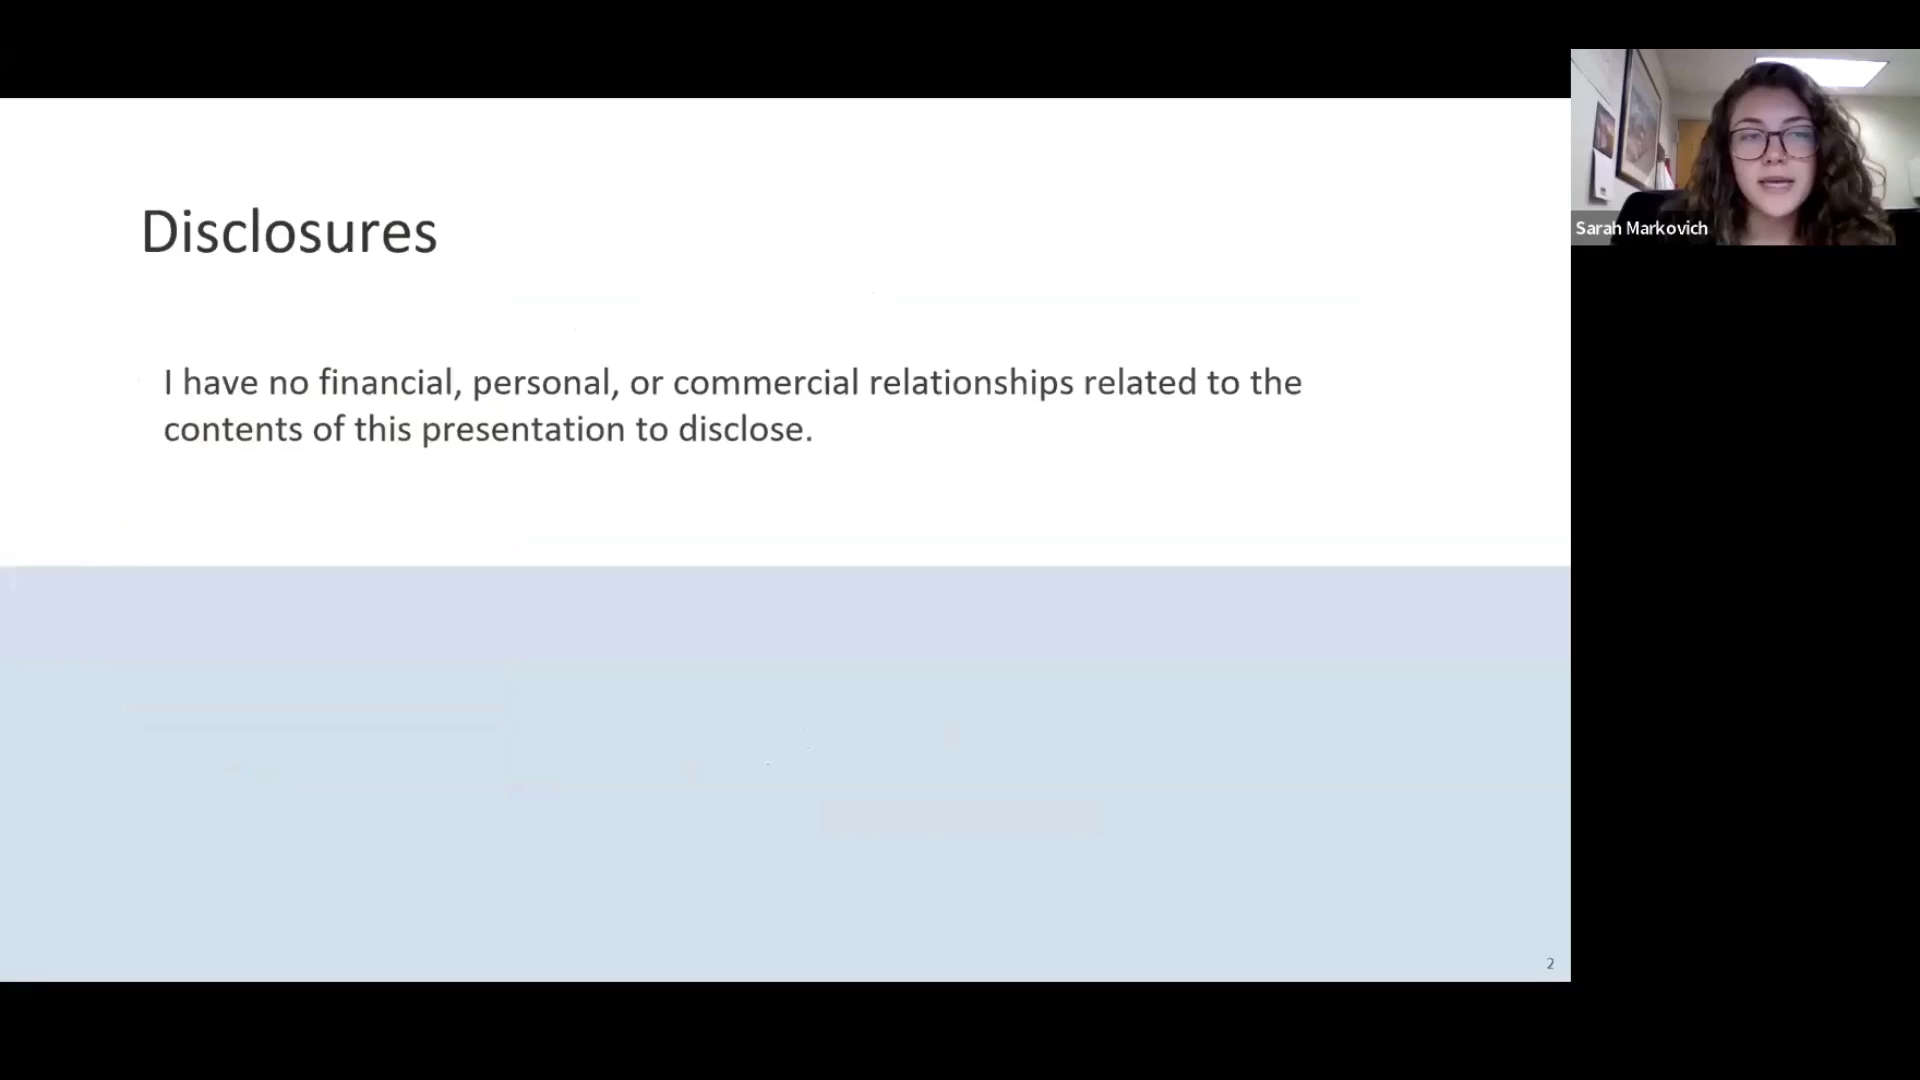 Disclosures
I have no financial, personal, or commercial relationships related to the
contents of this presentation to disclose.
2
Sarah Markovich